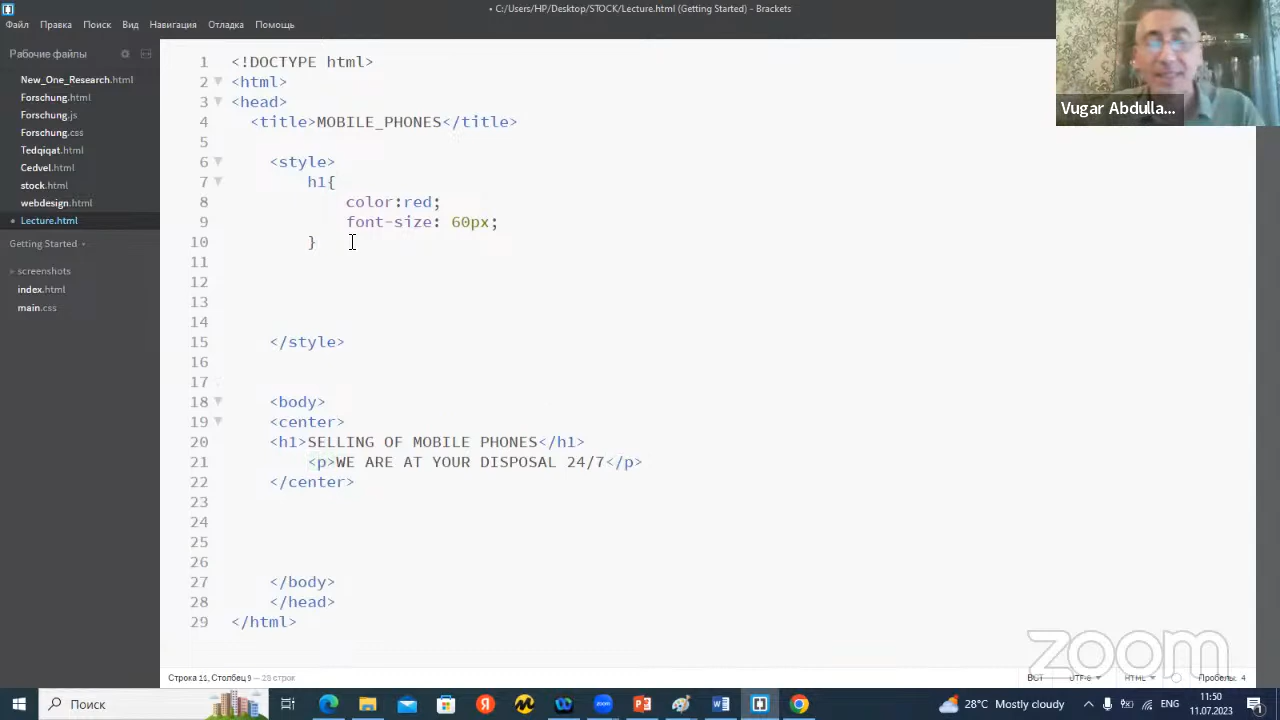 • C:/Users/HP/Desktop/STOCK/Lecture.html (Getting Started) - Brackets
Файл Правка Поиск Вид Навигация Отладка Помощь
Рабочие файлы
New_One_Research.html
Forschung.html
Forschung.js
Forschung.css
Tedqiqat.html
Cedvel.html
stock.html
webdesign.html
Lecture.html
Getting Started
screenshots
index.html
main.css
1 <!DOCTYPE html>
2 <html>
3 <head>
4 <title>MOBILE_PHONES</title>
5
6 <style>
7 h1{
8 color:red;
9 font-size: 60px;
10 }
11
12
13
14
15 </style>
16
17
18 <body>
19 <center>
20 <h1>SELLING OF MOBILE PHONES</h1>
21 <p>WE ARE AT YOUR DISPOSAL 24/7</p>
22 </center>
23
24
25
26
27 </body>
28 </head>
29 </html>
Vugar Abdulla...
zoom
Строка 11, Столбец 9 — 29 строк
ВСТ UTF-8 HTML Пробелы: 4
Поиск
zoom
28°C Mostly cloudy
ENG
11:50
11.07.2023